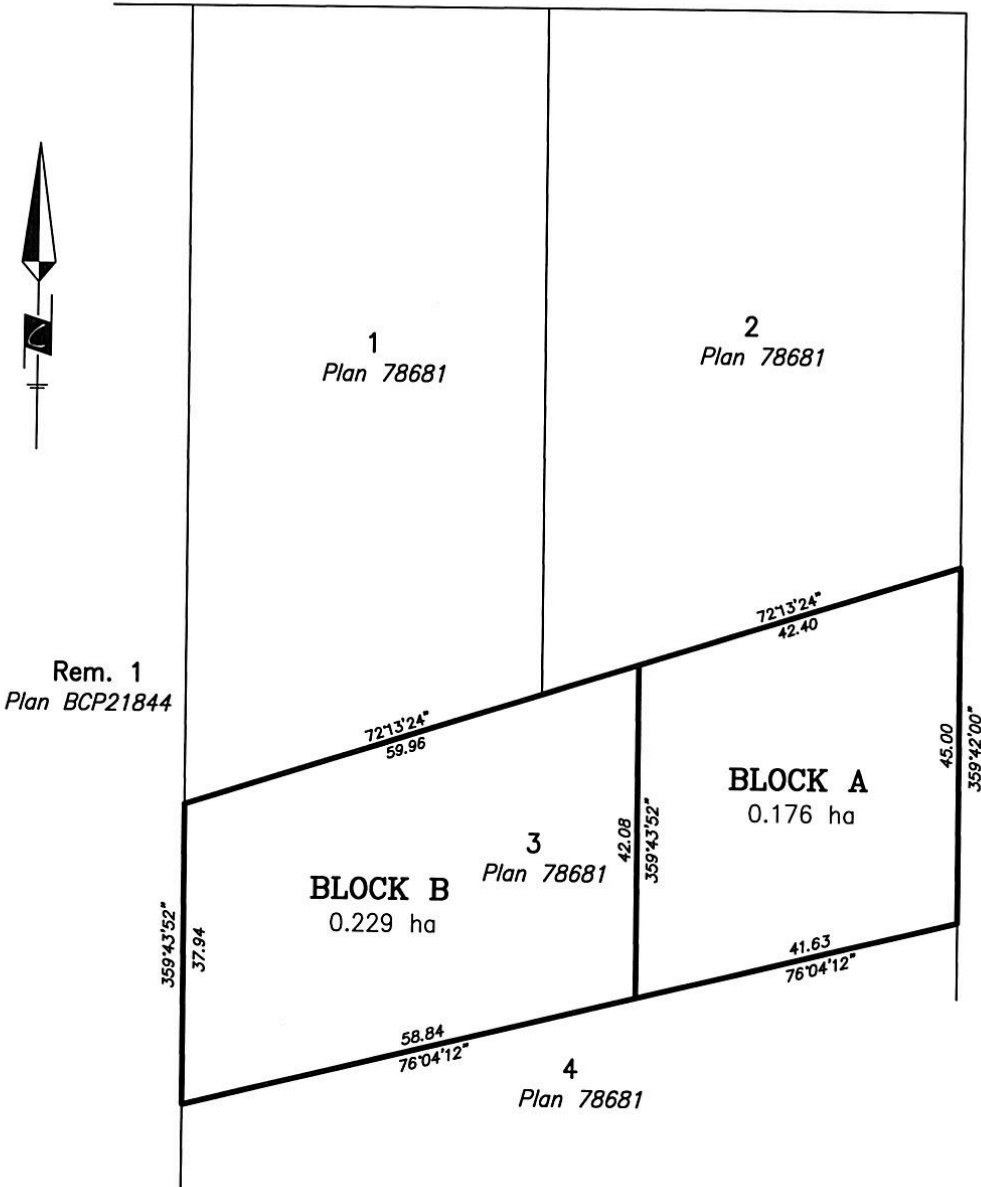 1
Plan 78681
2
Plan 78681
Rem. 1
Plan BCP21844
72°13'24"
42.40
72°13'24"
59.96
45.00
359°42'00"
BLOCK A
0.176 ha
3
Plan 78681
42.08
359°43'52"
BLOCK B
0.229 ha
359°43'52"
37.94
41.63
76°04'12"
58.84
76°04'12"
4
Plan 78681